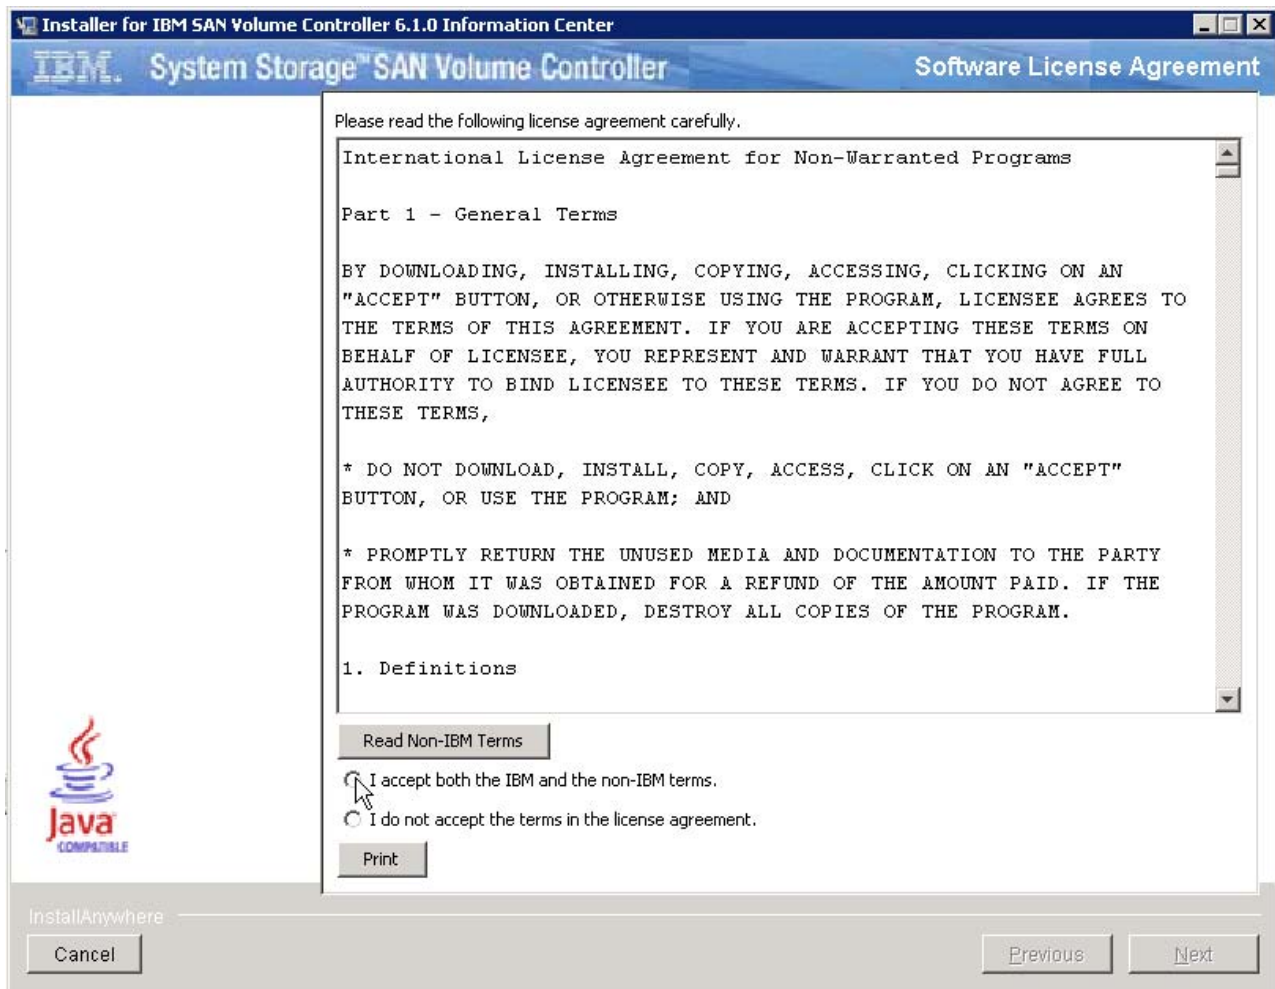 Installer for IBM SAN Volume Controller 6.1.0 Information Center
IBM. System Storage™ SAN Volume Controller
Software License Agreement
Please read the following license agreement carefully.
International License Agreement for Non-Warranted Programs
Part 1 - General Terms
BY DOWNLOADING, INSTALLING, COPYING, ACCESSING, CLICKING ON AN
"ACCEPT" BUTTON, OR OTHERWISE USING THE PROGRAM, LICENSEE AGREES TO
THE TERMS OF THIS AGREEMENT. IF YOU ARE ACCEPTING THESE TERMS ON
BEHALF OF LICENSEE, YOU REPRESENT AND WARRANT THAT YOU HAVE FULL
AUTHORITY TO BIND LICENSEE TO THESE TERMS. IF YOU DO NOT AGREE TO
THESE TERMS,
* DO NOT DOWNLOAD, INSTALL, COPY, ACCESS, CLICK ON AN "ACCEPT"
BUTTON, OR USE THE PROGRAM; AND
* PROMPTLY RETURN THE UNUSED MEDIA AND DOCUMENTATION TO THE PARTY
FROM WHOM IT WAS OBTAINED FOR A REFUND OF THE AMOUNT PAID. IF THE
PROGRAM WAS DOWNLOADED, DESTROY ALL COPIES OF THE PROGRAM.
1. Definitions
Read Non-IBM Terms
I accept both the IBM and the non-IBM terms.
I do not accept the terms in the license agreement.
Print
Java
COMPATIBLE
InstallAnywhere
Cancel
Previous
Next